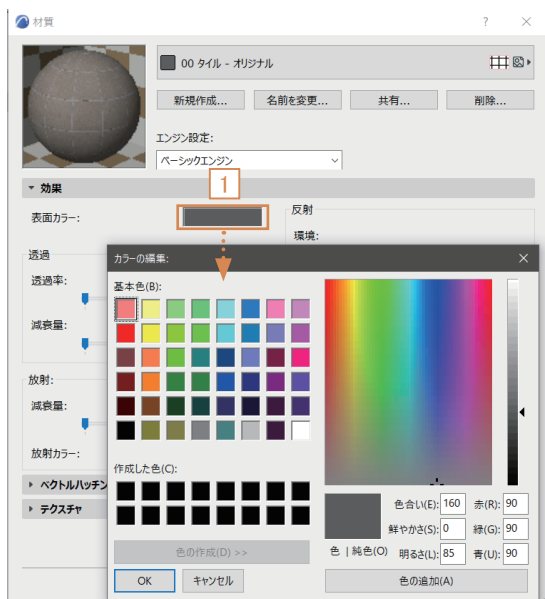 材質
?
00 タイル - オリジナル
新規作成...
名前を変更...
共有...
削除...
エンジン設定:
ベーシックエンジン
効果
1
表面カラー:
反射
環境:
透過
透過率:
減衰量:
放射:
減衰量:
放射カラー:
ベクトルハッチン
テクスチャ
カラーの編集:
基本色(B):
作成した色(C):
色の作成(D) >>
OK
キャンセル
色 | 純色(O)
色合い(E): 160 赤(R): 90
鮮やかさ(S): 0 緑(G): 90
明るさ(L): 85 青(U): 90
色の追加(A)